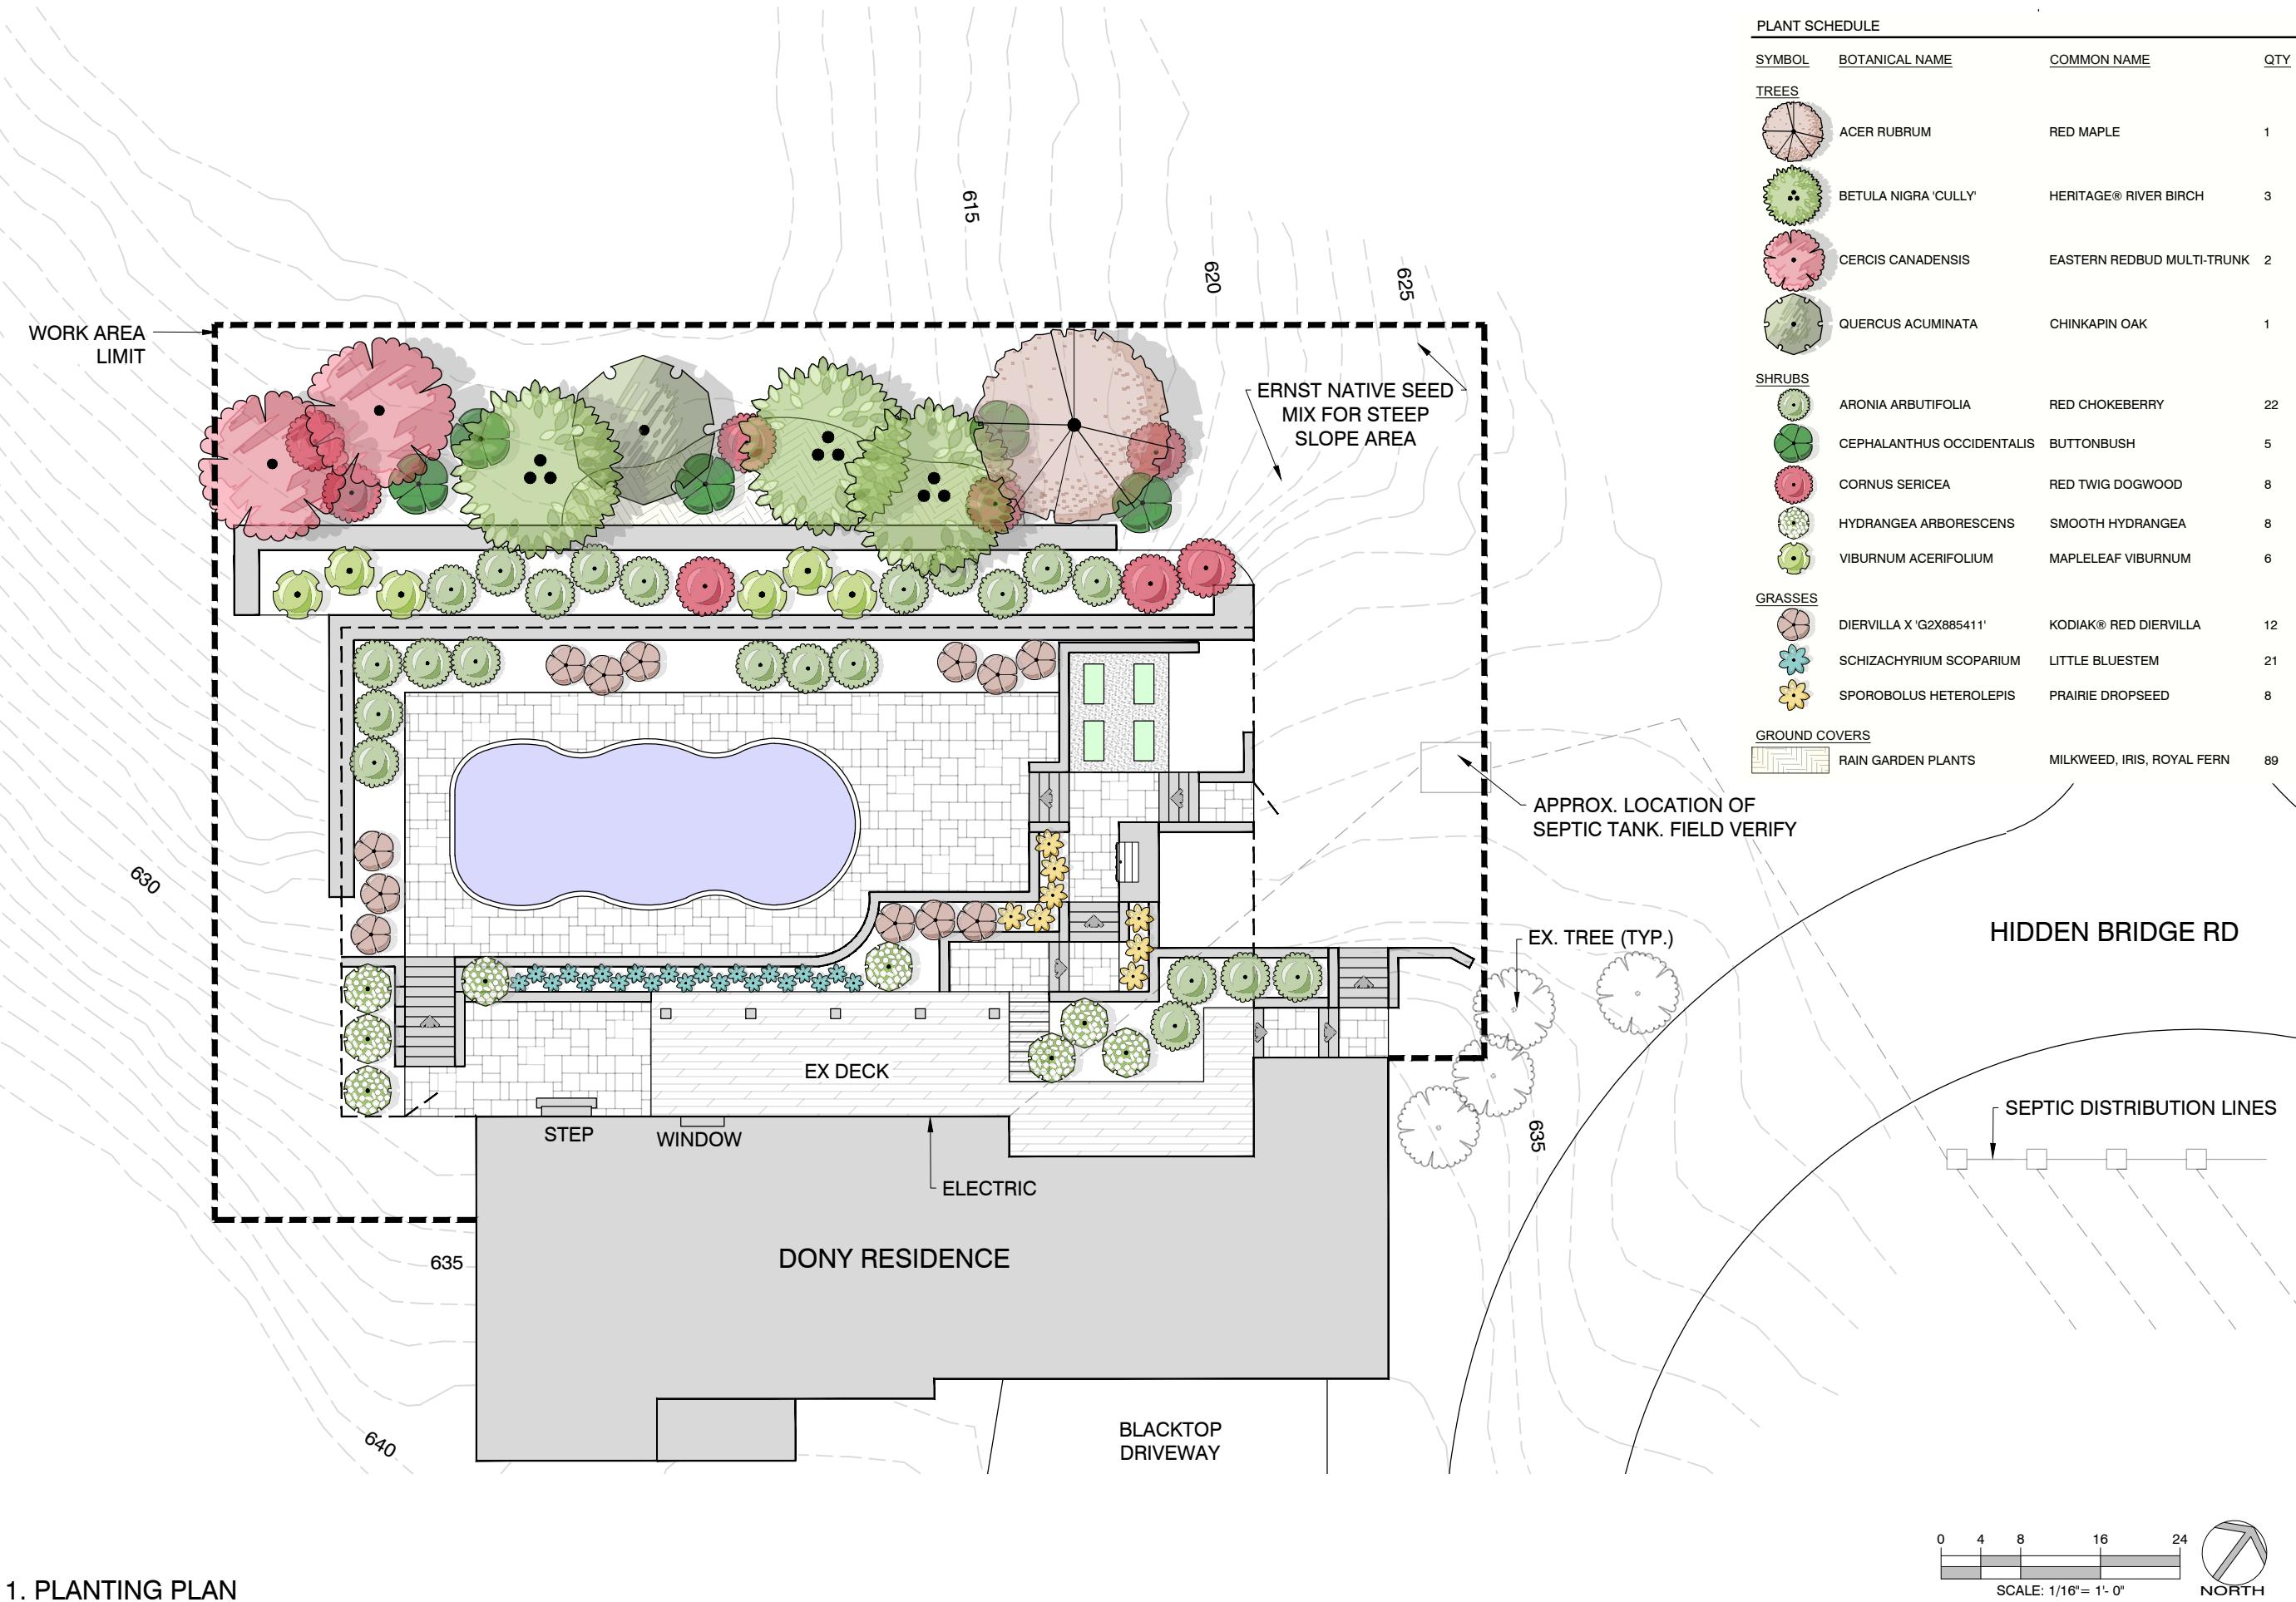 PLANT SCHEDULE
SYMBOL BOTANICAL NAME COMMON NAME QTY
TREES
ACER RUBRUM RED MAPLE 1
BETULA NIGRA 'CULLY' HERITAGE® RIVER BIRCH 3
CERCIS CANADENSIS EASTERN REDBUD MULTI-TRUNK 2
QUERCUS ACUMINATA CHINKAPIN OAK 1
SHRUBS
ARONIA ARBUTIFOLIA RED CHOKEBERRY 22
CEPHALANTHUS OCCIDENTALIS BUTTONBUSH 5
CORNUS SERICEA RED TWIG DOGWOOD 8
HYDRANGEA ARBORESCENS SMOOTH HYDRANGEA 8
VIBURNUM ACERIFOLIUM MAPLELEAF VIBURNUM 6
GRASSES
DIERVILLA X 'G2X885411' KODIAK® RED DIERVILLA 12
SCHIZACHYRIUM SCOPARIUM LITTLE BLUESTEM 21
SPOROBOLUS HETEROLEPIS PRAIRIE DROPSEED 8
GROUND COVERS
RAIN GARDEN PLANTS MILKWEED, IRIS, ROYAL FERN 89
615
620
625
WORK AREA
LIMIT
ERNST NATIVE SEED
MIX FOR STEEP
SLOPE AREA
APPROX. LOCATION OF
SEPTIC TANK. FIELD VERIFY
630
HIDDEN BRIDGE RD
EX. TREE (TYP.)
EX DECK
STEP
WINDOW
SEPTIC DISTRIBUTION LINES
635
ELECTRIC
DONY RESIDENCE
635
640
BLACKTOP
DRIVEWAY
0 4 8 16 24
SCALE: 1/16"= 1'- 0"
NORTH
1. PLANTING PLAN